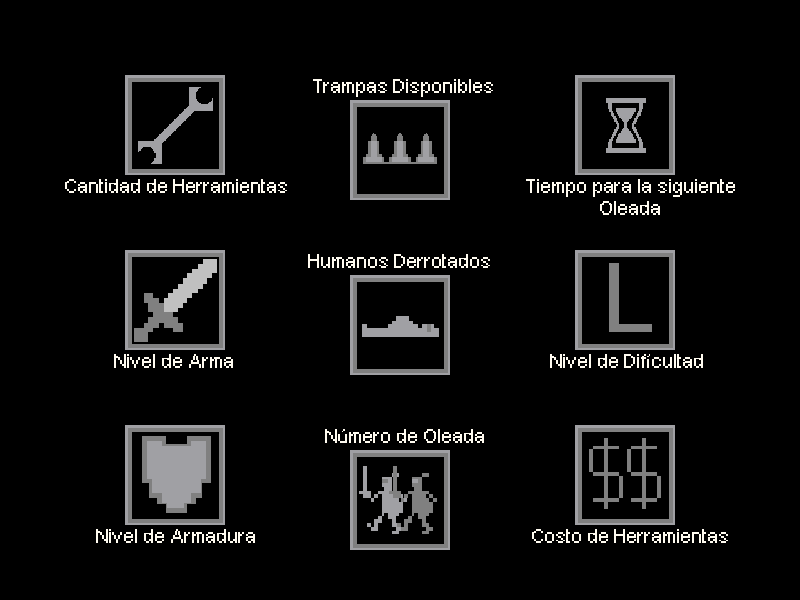 Trampas Disponibles
Cantidad de Herramientas
Tiempo para la siguiente
Oleada
Humanos Derrotados
L
Nivel de Arma
Nivel de Dificultad
Número de Oleada
$$
Nivel de Armadura
Costo de Herramientas